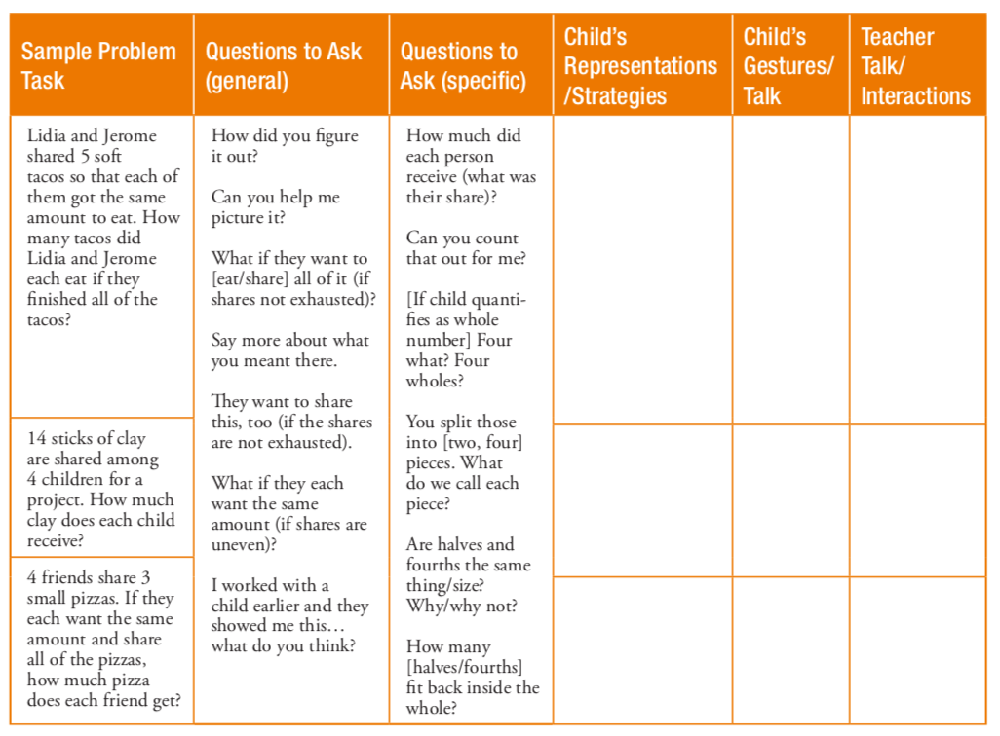 Sample Problem
Task
Questions to Ask
(general)
Questions to
Ask (specific)
Child’s
Representations
/Strategies
Child’s
Gestures/
Talk
Teacher
Talk/
Interactions
Lidia and Jerome
shared 5 soft
tacos so that each of
them got the same
amount to eat. How
many tacos did
Lidia and Jerome
each eat if they
finished all of the
tacos?
14 sticks of clay
are shared among
4 children for a
project. How much
clay does each child
receive?
4 friends share 3
small pizzas. If they
each want the same
amount and share
all of the pizzas,
how much pizza
does each friend get?
How did you figure
it out?
Can you help me
picture it?
What if they want to
[eat/share] all of it (if
shares not exhausted)?
Say more about what
you meant there.
They want to share
this, too (if the shares
are not exhausted).
What if they each
want the same
amount (if shares are
uneven)?
I worked with a
child earlier and they
showed me this…
what do you think?
How much did
each person
receive (what was
their share)?
Can you count
that out for me?
[If child quanti-
fies as whole
number] Four
what? Four
wholes?
You split those
into [two, four]
pieces. What
do we call each
piece?
Are halves and
fourths the same
thing/size?
Why/why not?
How many
[halves/fourths]
fit back inside the
whole?